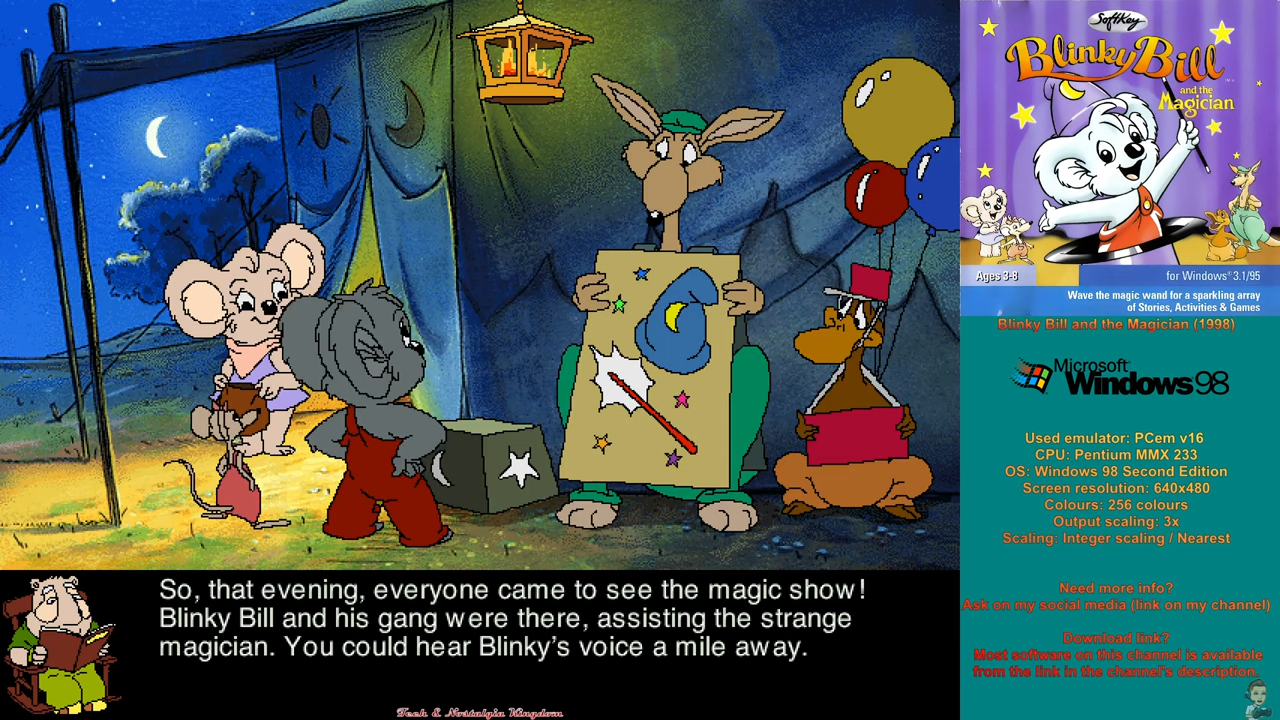 SoftKey
Blinky Bill
and the
Magician
Ages 3-8
for Windows® 3.1/95
Wave the magic wand for a sparkling array
of Stories, Activities & Games
Blinky Bill and the Magician (1998)
Microsoft®
Windows 98
Used emulator: PCem v16
CPU: Pentium MMX 233
OS: Windows 98 Second Edition
Screen resolution: 640x480
Colours: 256 colours
Output scaling: 3x
Scaling: Integer scaling / Nearest
Need more info?
Ask on my social media (link on my channel)
Download link?
Most software on this channel is available
from the link in the channel's description.
So, that evening, everyone came to see the magic show!
Blinky Bill and his gang were there, assisting the strange
magician. You could hear Blinky's voice a mile away.
Tech & Nostalgia Kingdom